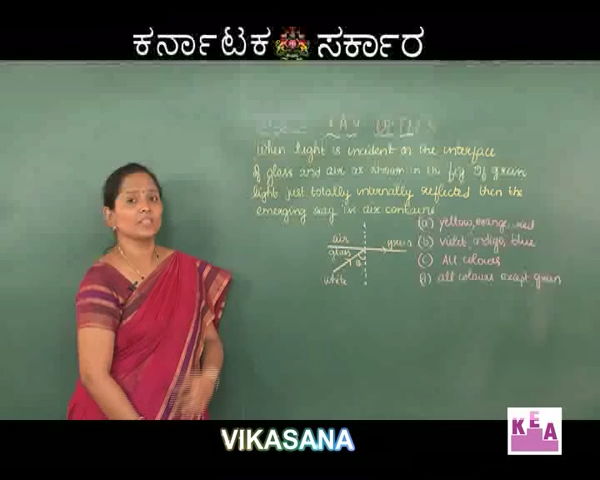 ಕರ್ನಾಟಕ ಸರ್ಕಾರ
RAY OPTICS
When light is incident on the interface
of glass and air as shown in the fig If green
light just totally internally reflected then the
emerging ray in air contains
(a) yellow, orange, red
(b) violet, indigo, blue
(c) All colours
(d) all colours except green
air
green
glass
θ
white
VIKASANA
KEA